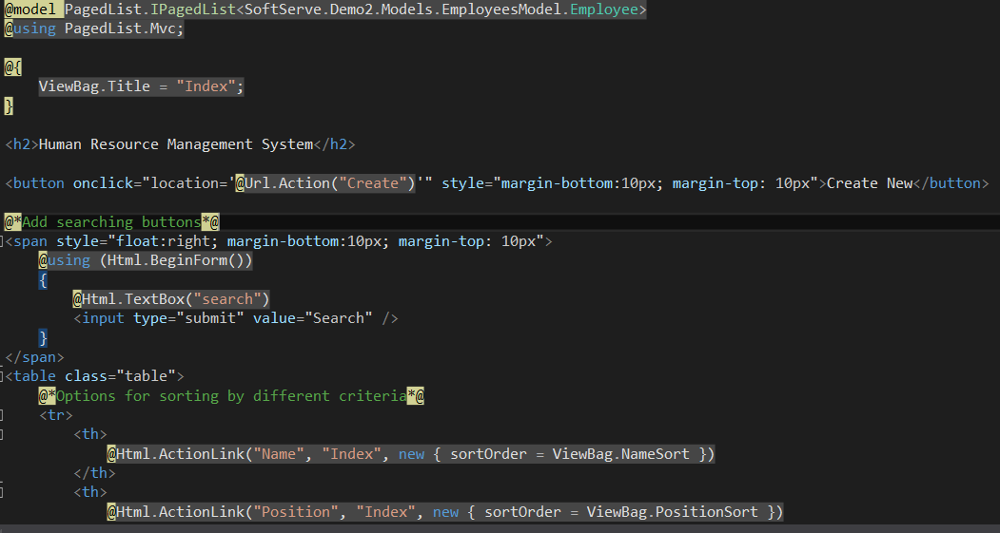 @model PagedList.IPagedList<SoftServe.Demo2.Models.EmployeesModel.Employee>
@using PagedList.Mvc;
@{
ViewBag.Title = "Index";
}
<h2>Human Resource Management System</h2>
<button onclick="location='@Url.Action("Create")'" style="margin-bottom:10px; margin-top: 10px">Create New</button>
@*Add searching buttons*@
<span style="float:right; margin-bottom:10px; margin-top: 10px">
@using (Html.BeginForm())
{
@Html.TextBox("search")
<input type="submit" value="Search" />
}
</span>
<table class="table">
@*Options for sorting by different criteria*@
<tr>
<th>
@Html.ActionLink("Name", "Index", new { sortOrder = ViewBag.NameSort })
</th>
<th>
@Html.ActionLink("Position", "Index", new { sortOrder = ViewBag.PositionSort })